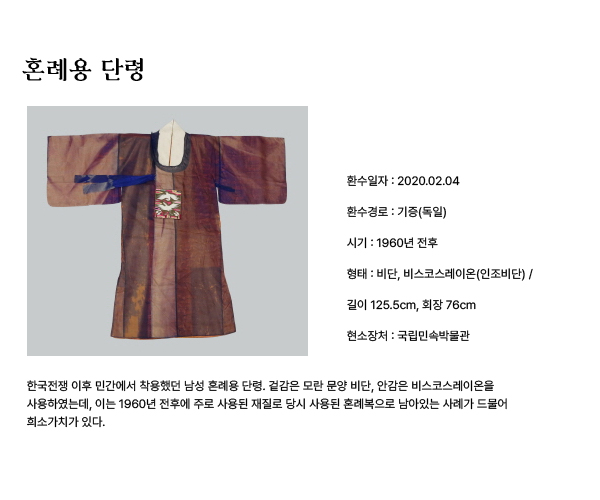 혼례용 단령
환수일자 : 2020.02.04
환수경로 : 기증(독일)
시기 : 1960년 전후
형태 : 비단, 비스코스레이온(인조비단) /
길이 125.5cm, 회장 76cm
현소장처 : 국립민속박물관
한국전쟁 이후 민간에서 착용했던 남성 혼례용 단령. 겉감은 모란 문양 비단, 안감은 비스코스레이온을
사용하였는데, 이는 1960년 전후에 주로 사용된 재질로 당시 사용된 혼례복으로 남아있는 사례가 드물어
희소가치가 있다.